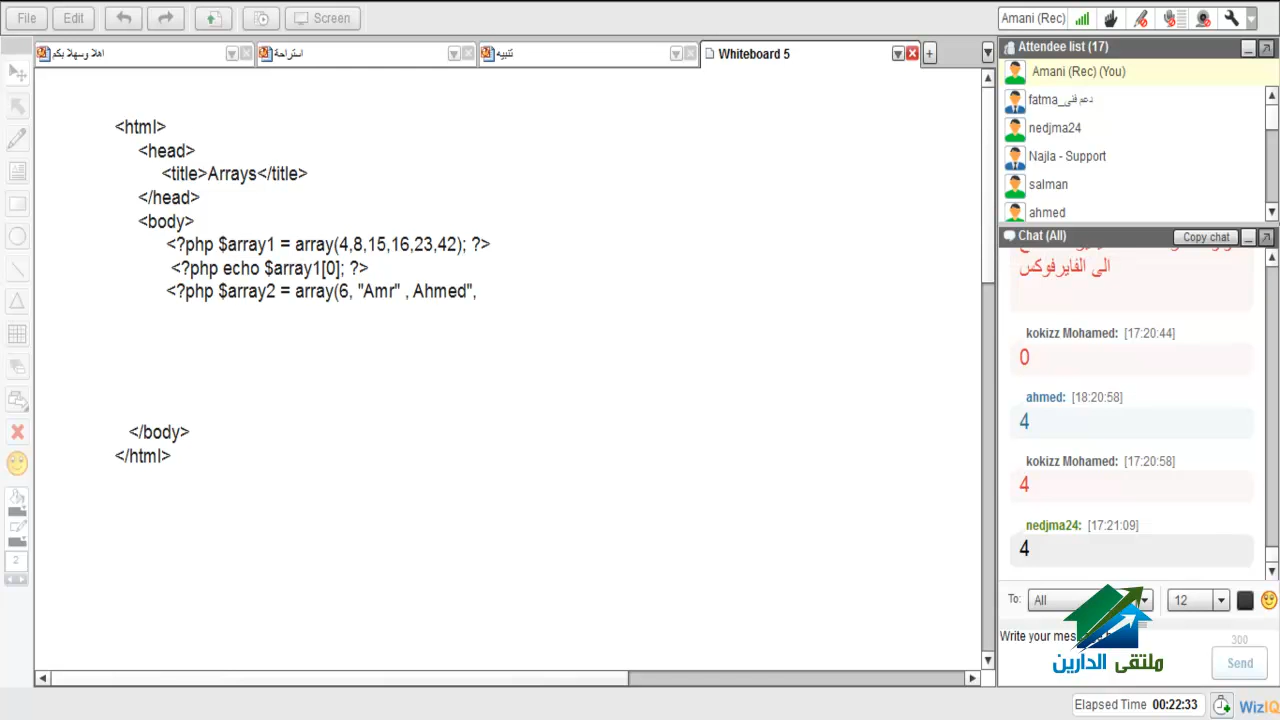 File
Edit
Screen
Amani (Rec)
اهلا وسهلا بكم
استراحة
تنبيه
Whiteboard 5
<html>
<head>
<title>Arrays</title>
</head>
<body>
<?php $array1 = array(4,8,15,16,23,42); ?>
<?php echo $array1[0]; ?>
<?php $array2 = array(6, "Amr" , Ahmed",
</body>
</html>
2
Attendee list (17)
Amani (Rec) (You)
fatma_دعم فنى
nedjma24
Najla - Support
salman
ahmed
Chat (All)
Copy chat
الى الفايرفوكس
kokizz Mohamed: [17:20:44]
0
ahmed: [18:20:58]
4
kokizz Mohamed: [17:20:58]
4
nedjma24: [17:21:09]
4
To:
All
12
Write your mes
300
Send
ملتقى الدارين
Elapsed Time 00:22:33
WizIQ